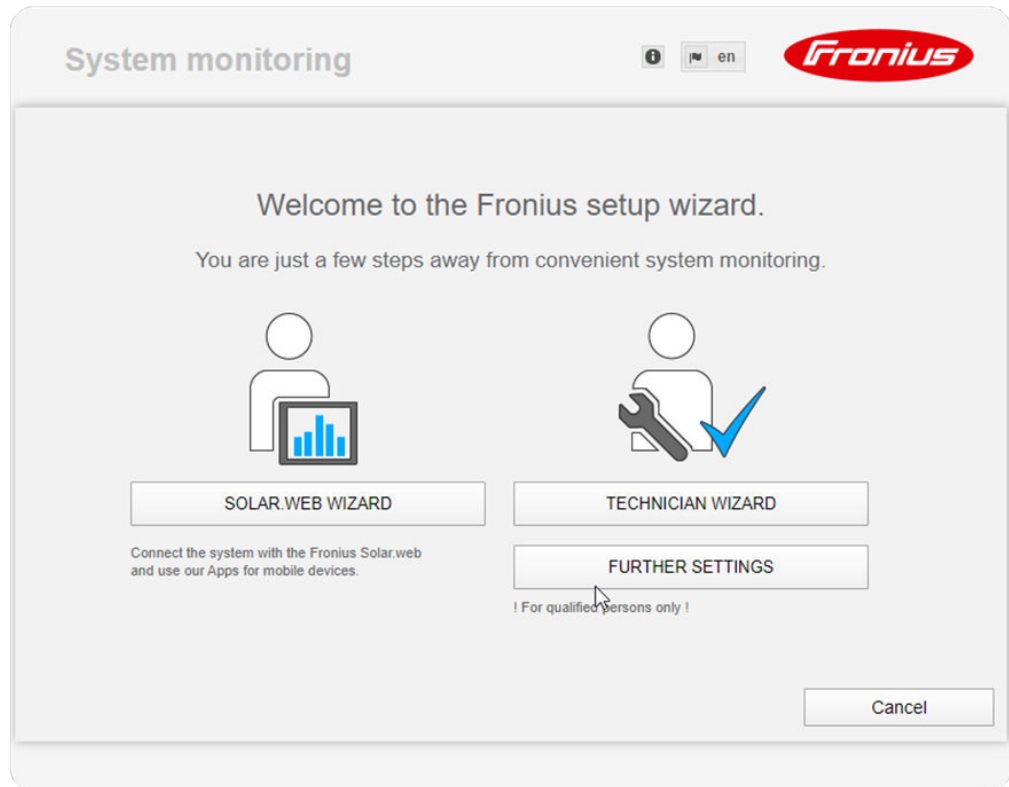 System monitoring
en
Fronius
Welcome to the Fronius setup wizard.
You are just a few steps away from convenient system monitoring.
SOLAR.WEB WIZARD
TECHNICIAN WIZARD
Connect the system with the Fronius Solar.web
and use our Apps for mobile devices.
FURTHER SETTINGS
! For qualified persons only !
Cancel